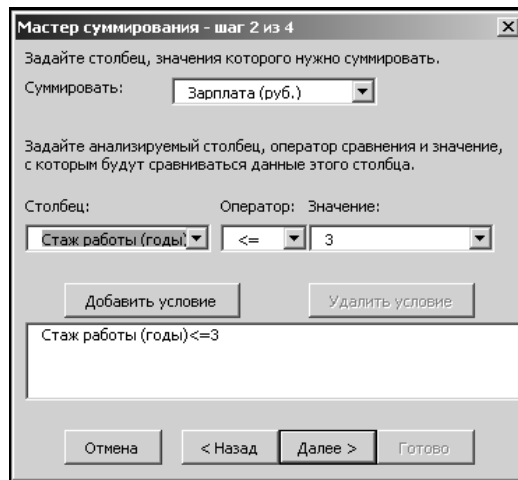 Мастер суммирования - шаг 2 из 4
Задайте столбец, значения которого нужно суммировать.
Суммировать: Зарплата (руб.)
Задайте анализируемый столбец, оператор сравнения и значение,
с которым будут сравниваться данные этого столбца.
Столбец: Оператор: Значение:
Стаж работы (годы) <= 3
Добавить условие Удалить условие
Стаж работы (годы)<=3
Отмена < Назад Далее > Готово